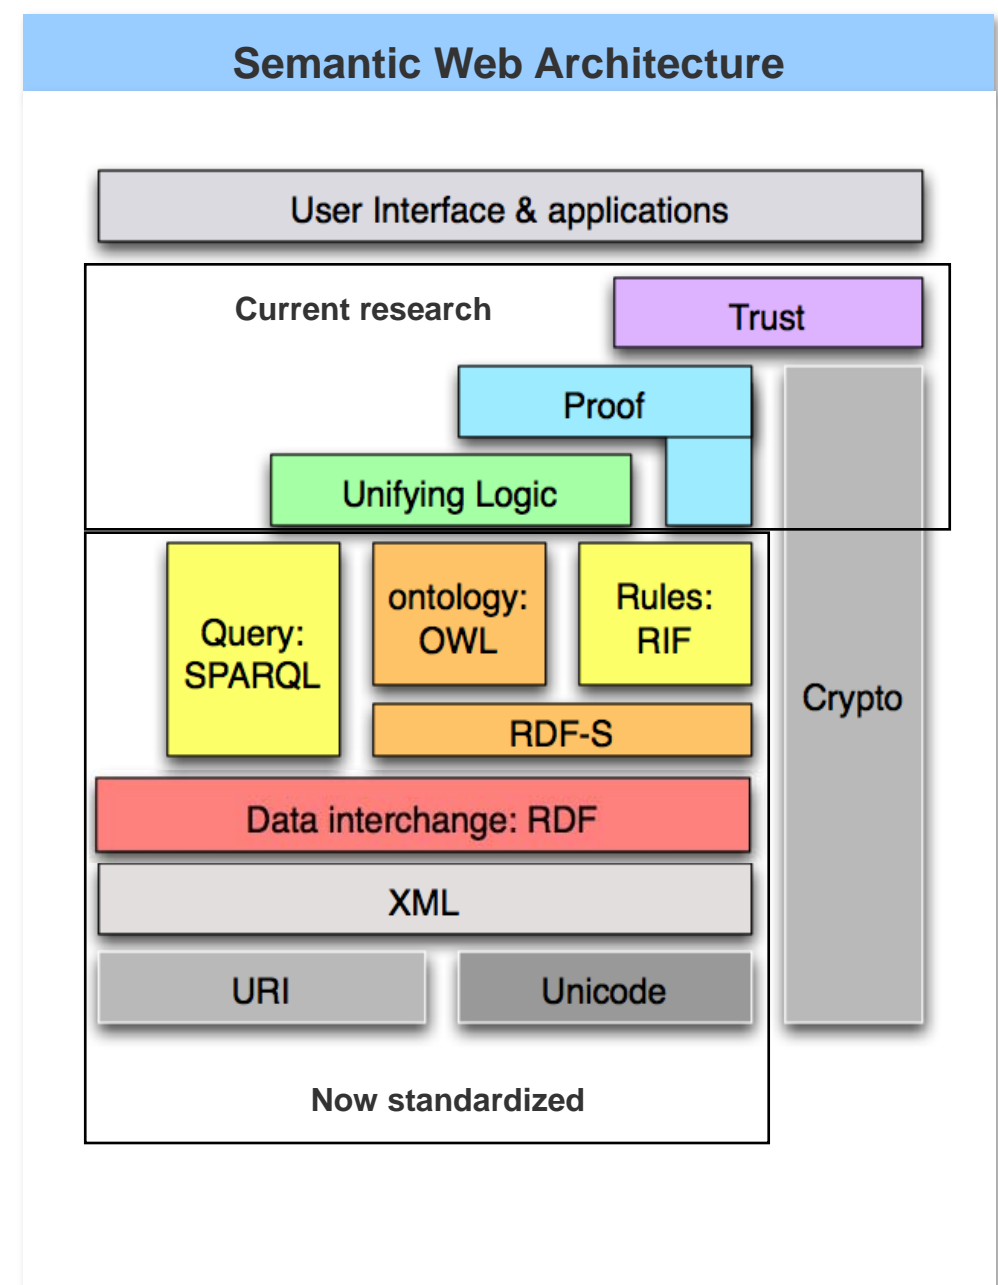 Semantic Web Architecture
User Interface & applications
Current research
Trust
Proof
Unifying Logic
Query:
SPARQL
ontology:
OWL
Rules:
RIF
Crypto
RDF-S
Data interchange: RDF
XML
URI
Unicode
Now standardized